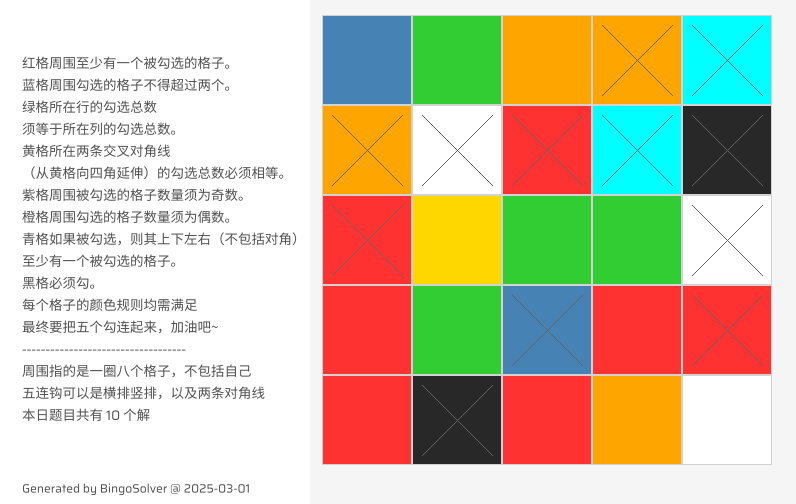 红格周围至少有一个被勾选的格子。
蓝格周围勾选的格子不得超过两个。
绿格所在行的勾选总数
须等于所在列的勾选总数。
黄格所在两条交叉对角线
（从黄格向四角延伸）的勾选总数必须相等。
紫格周围被勾选的格子数量须为奇数。
橙格周围勾选的格子数量须为偶数。
青格如果被勾选，则其上下左右（不包括对角）
至少有一个被勾选的格子。
黑格必须勾。
每个格子的颜色规则均需满足
最终要把五个勾连起来，加油吧~
-----------------------------------
周围指的是一圈八个格子，不包括自己
五连钩可以是横排竖排，以及两条对角线
本日题目共有 10 个解
Generated by BingoSolver @ 2025-03-01